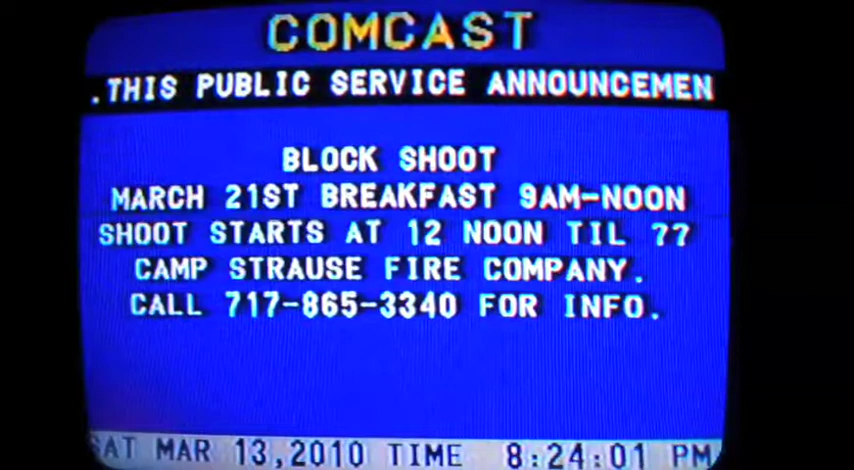 COMCAST
.THIS PUBLIC SERVICE ANNOUNCEMEN
BLOCK SHOOT
MARCH 21ST BREAKFAST 9AM-NOON
SHOOT STARTS AT 12 NOON TIL ??
CAMP STRAUSE FIRE COMPANY.
CALL 717-865-3340 FOR INFO.
SAT MAR 13,2010 TIME 8:24:01 PM